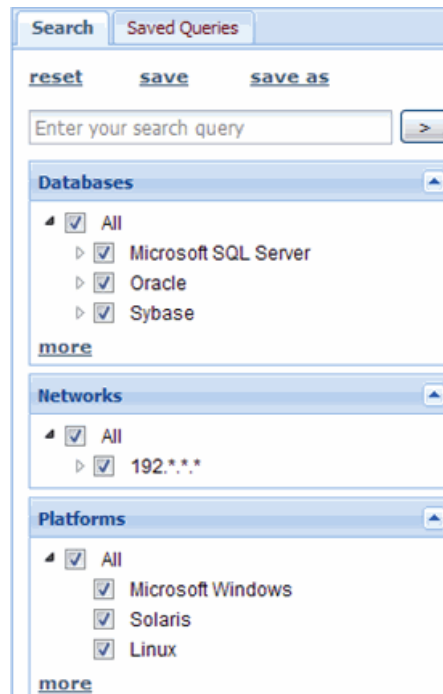 Search Saved Queries
reset save save as
Enter your search query >
Databases
All
Microsoft SQL Server
Oracle
Sybase
more
Networks
All
192.*.*.*
Platforms
All
Microsoft Windows
Solaris
Linux
more